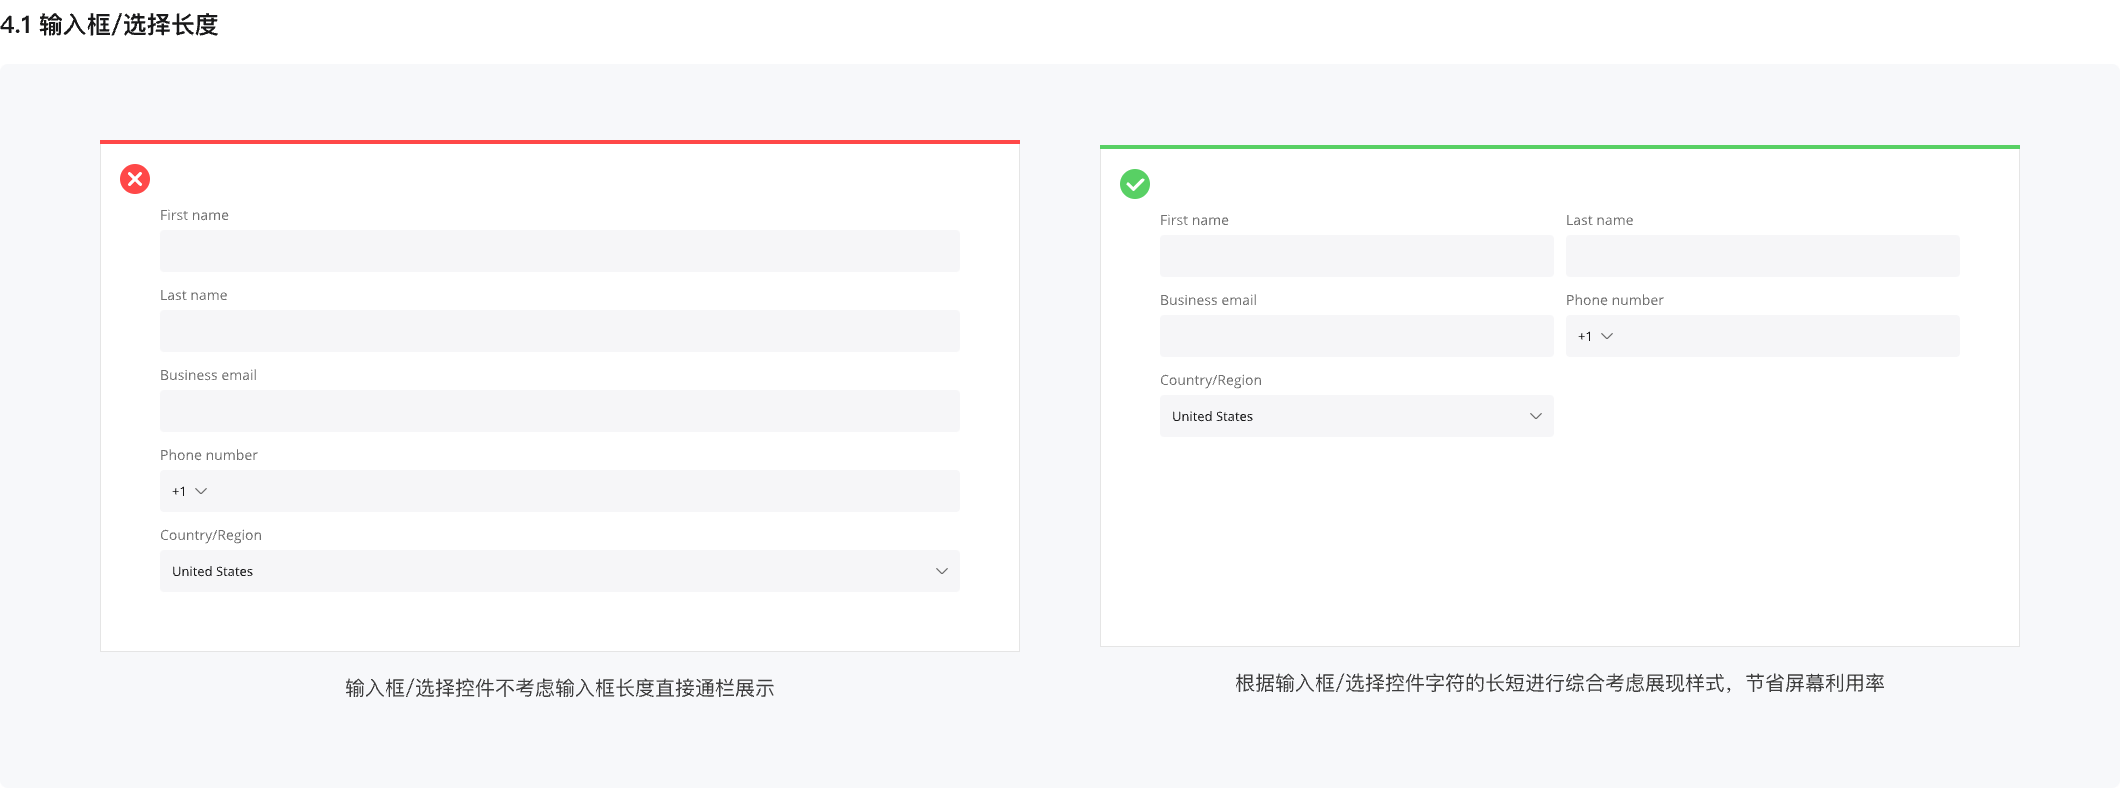 4.1 输入框/选择长度
First name
Last name
Business email
Phone number
+1
Country/Region
United States
输入框/选择控件不考虑输入框长度直接通栏展示
First name
Last name
Business email
Phone number
+1
Country/Region
United States
根据输入框/选择控件字符的长短进行综合考虑展现样式，节省屏幕利用率